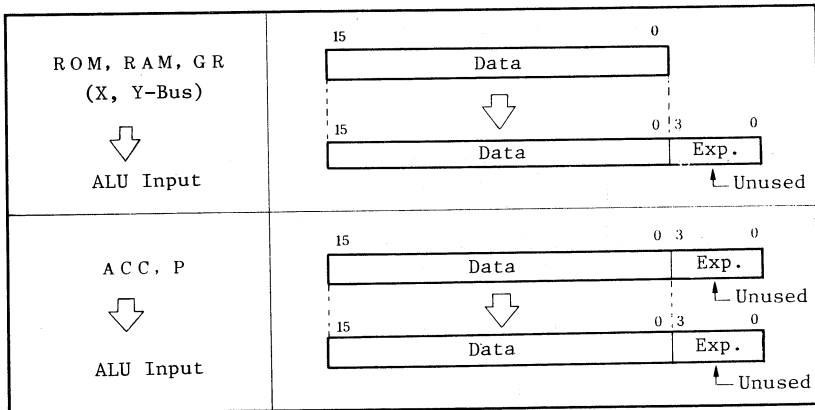 ROM, RAM, GR
(X, Y-Bus)
ALU Input
15 0
Data
15 0 3 0
Data Exp.
Unused
ACC, P
ALU Input
15 0 3 0
Data Exp.
Unused
15 0 3 0
Data Exp.
Unused